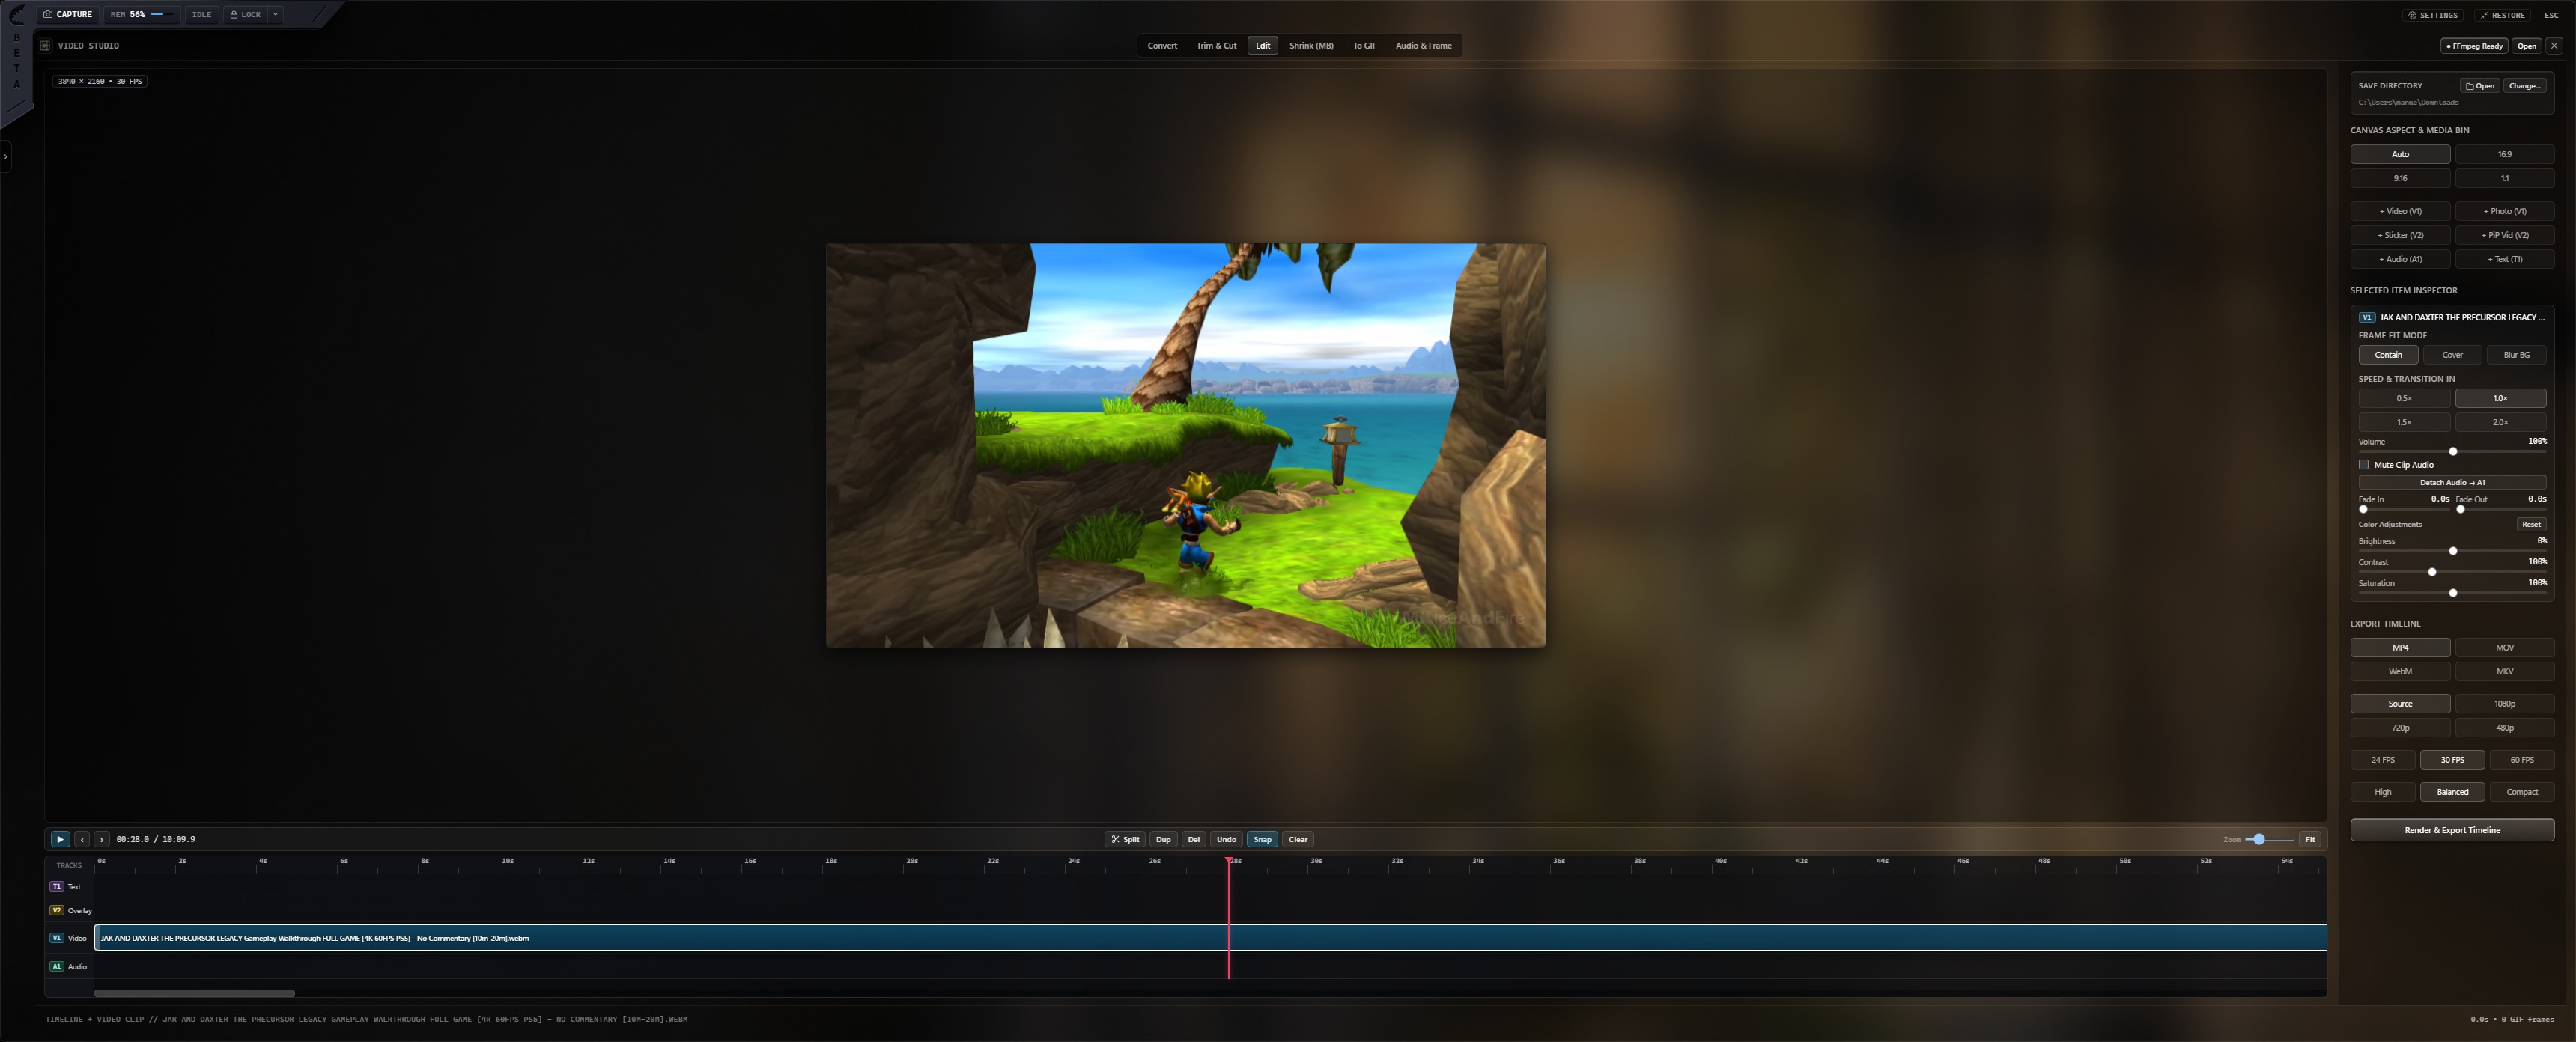 CAPTURE MEM 56% IDLE LOCK
SETTINGS RESTORE ESC
BETA
VIDEO STUDIO
Convert Trim & Cut Edit Shrink (MB) To GIF Audio & Frame
• FFmpeg Ready Open
3840 × 2160 • 30 FPS
SAVE DIRECTORY Open Change...
C:\Users\manue\Downloads
CANVAS ASPECT & MEDIA BIN
Auto 16:9
9:16 1:1
+ Video (V1) + Photo (V1)
+ Sticker (V2) + PiP Vid (V2)
+ Audio (A1) + Text (T1)
SELECTED ITEM INSPECTOR
V1 JAK AND DAXTER THE PRECURSOR LEGACY ...
FRAME FIT MODE
Contain Cover Blur BG
SPEED & TRANSITION IN
0.5× 1.0×
1.5× 2.0×
Volume 100%
Mute Clip Audio
Detach Audio → A1
Fade In 0.0s Fade Out 0.0s
Color Adjustments Reset
Brightness 0%
Contrast 100%
Saturation 100%
EXPORT TIMELINE
MP4 MOV
WebM MKV
Source 1080p
720p 480p
24 FPS 30 FPS 60 FPS
High Balanced Compact
Render & Export Timeline
00:28.0 / 10:09.9
Split Dup Del Undo Snap Clear
Zoom Fit
TRACKS 0s 2s 4s 6s 8s 10s 12s 14s 16s 18s 20s 22s 24s 26s 28s 30s 32s 34s 36s 38s 40s 42s 44s 46s 48s 50s 52s 54s
T1 Text
V2 Overlay
V1 Video JAK AND DAXTER THE PRECURSOR LEGACY Gameplay Walkthrough FULL GAME [4K 60FPS PS5] - No Commentary [10m-20m].webm
A1 Audio
TIMELINE + VIDEO CLIP // JAK AND DAXTER THE PRECURSOR LEGACY GAMEPLAY WALKTHROUGH FULL GAME [4K 60FPS PS5] - NO COMMENTARY [10M-20M].WEBM
0.0s • 0 GIF frames